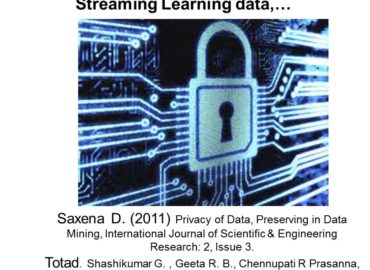 Streaming Learning data,...
Saxena D. (2011) Privacy of Data, Preserving in Data
Mining, International Journal of Scientific & Engineering
Research: 2, Issue 3.
Totad. Shashikumar G. , Geeta R. B., Chennupati R Prasanna,